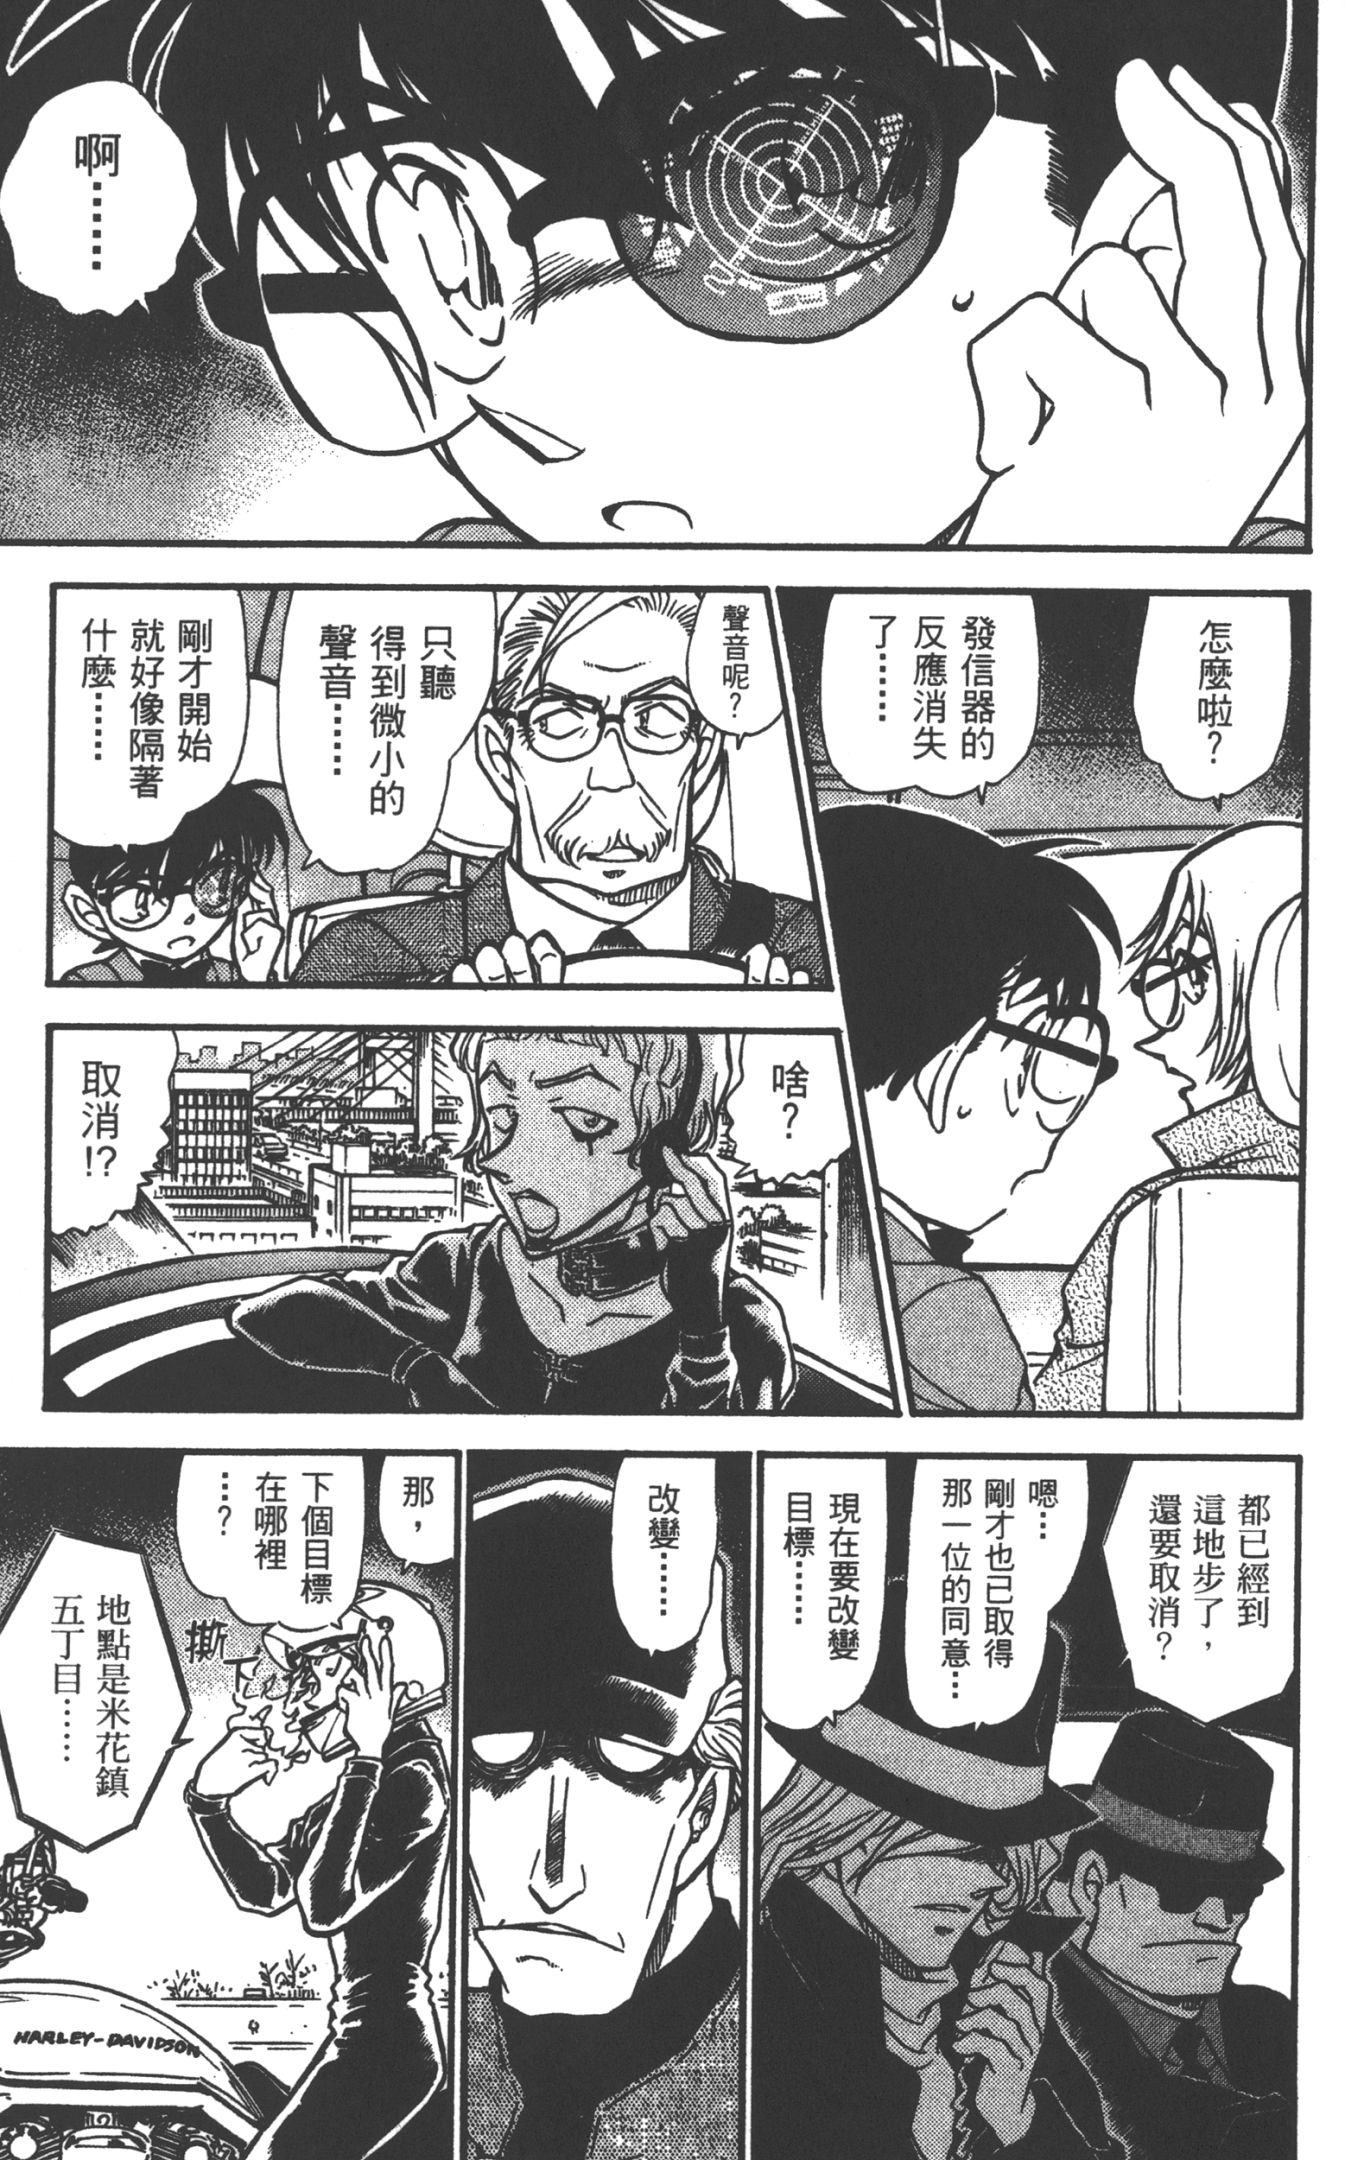 啊……
怎麼啦?
發信器的
反應消失
了……
聲音呢?
只聽
得到微小的
聲音……
剛才開始
就好像隔著
什麼……
啥?
取消!?
都已經到
這地步了，
還要取消?
嗯…
剛才也已取得
那一位的同意…
現在要改變
目標……
改變……
那，
下個目標
在哪裡
…?
撕下
地點是米花鎮
五丁目……
HARLEY-DAVIDSON